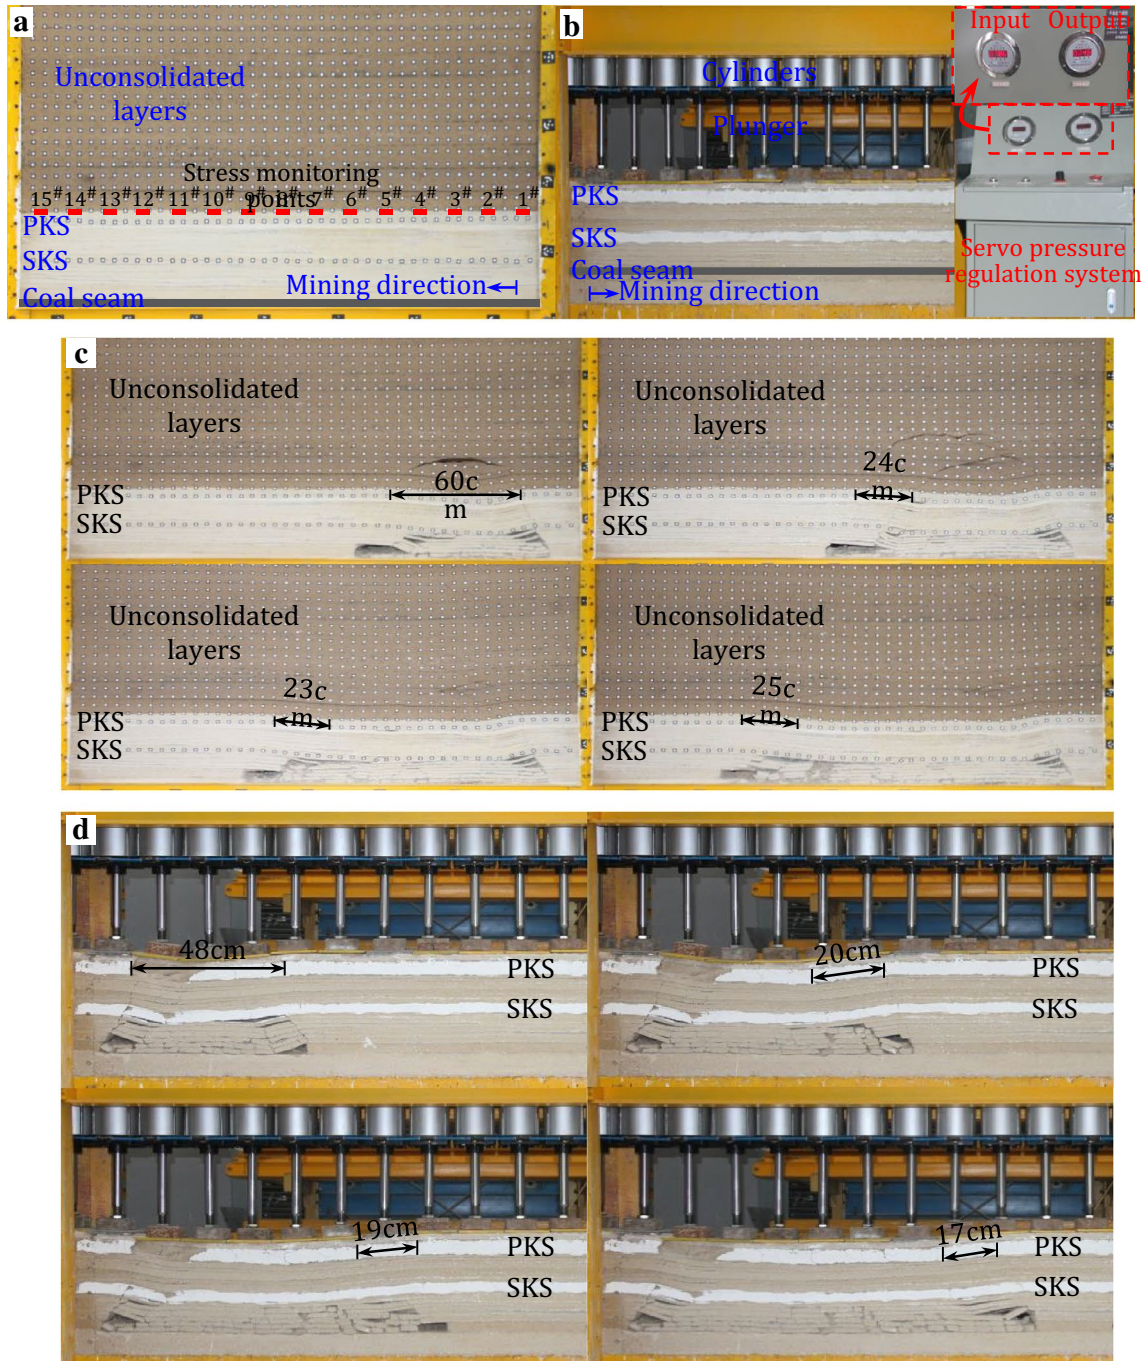 a
Unconsolidated
layers
Stress monitoring
points
15# 14# 13# 12# 11# 10# 9# 8# 7# 6# 5# 4# 3# 2# 1#
PKS
SKS
Mining direction
Coal seam
b
Input Output
Cylinders
Plunger
PKS
SKS
Coal seam
Mining direction
Servo pressure
regulation system
c
Unconsolidated
layers
60c
m
PKS
SKS
Unconsolidated
layers
24c
m
PKS
SKS
Unconsolidated
layers
23c
m
PKS
SKS
Unconsolidated
layers
25c
m
PKS
SKS
d
48cm
PKS
SKS
20cm
PKS
SKS
19cm
PKS
SKS
17cm
PKS
SKS